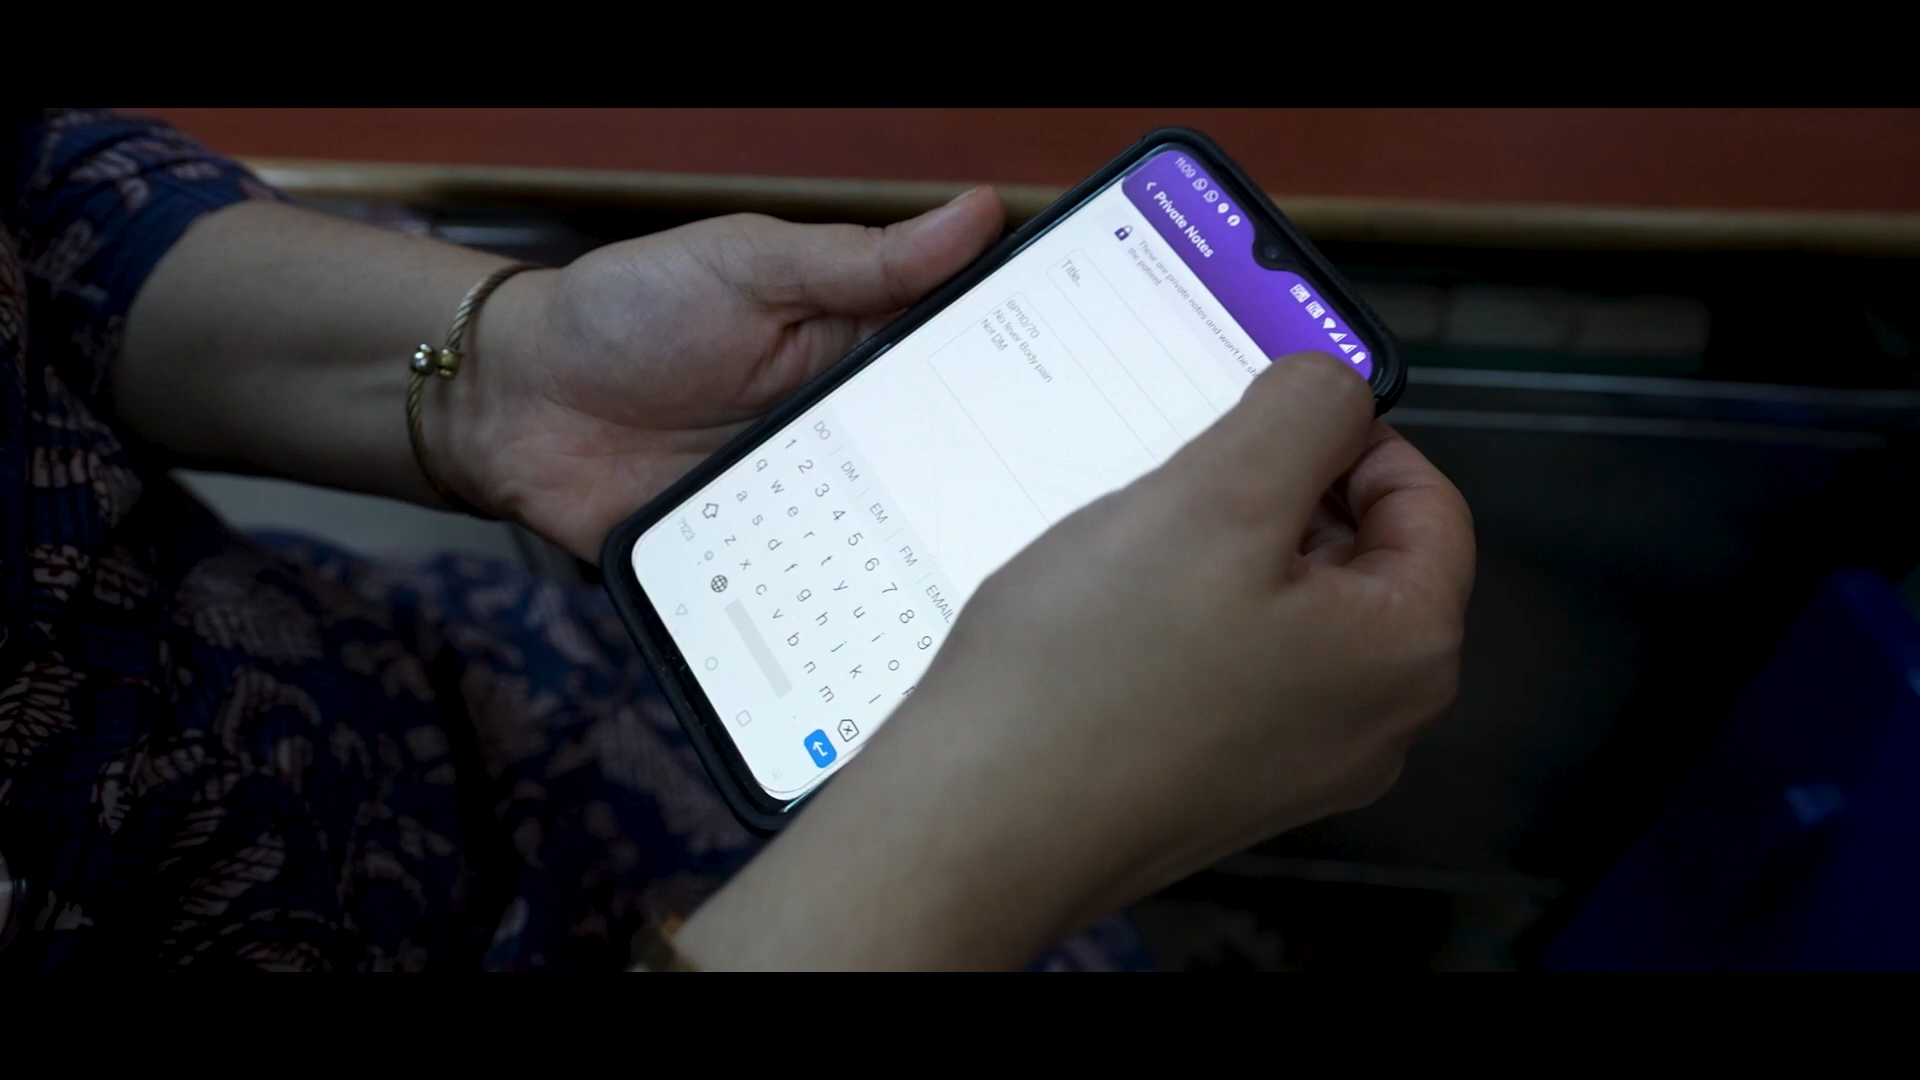 11:09
Private Notes
These are private notes and won't be sh
the patient
Title..
BP110/70
No fever Body pain
Not DM
DO DM EM FM EMAIL
1 2 3 4 5 6 7 8 9
q w e r t y u i o p
a s d f g h j k l
z x c v b n m
?123